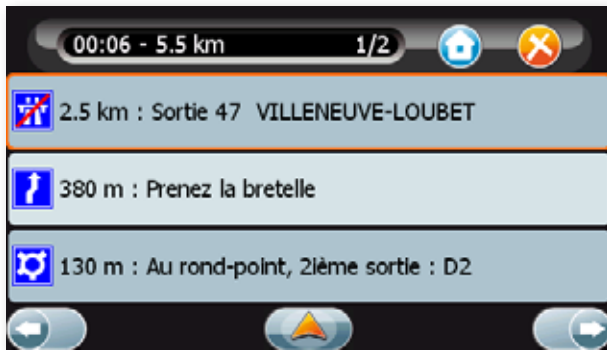 00:06 - 5.5 km 1/2
2.5 km : Sortie 47 VILLENEUVE-LOUBET
380 m : Prenez la bretelle
130 m : Au rond-point, 2ième sortie : D2